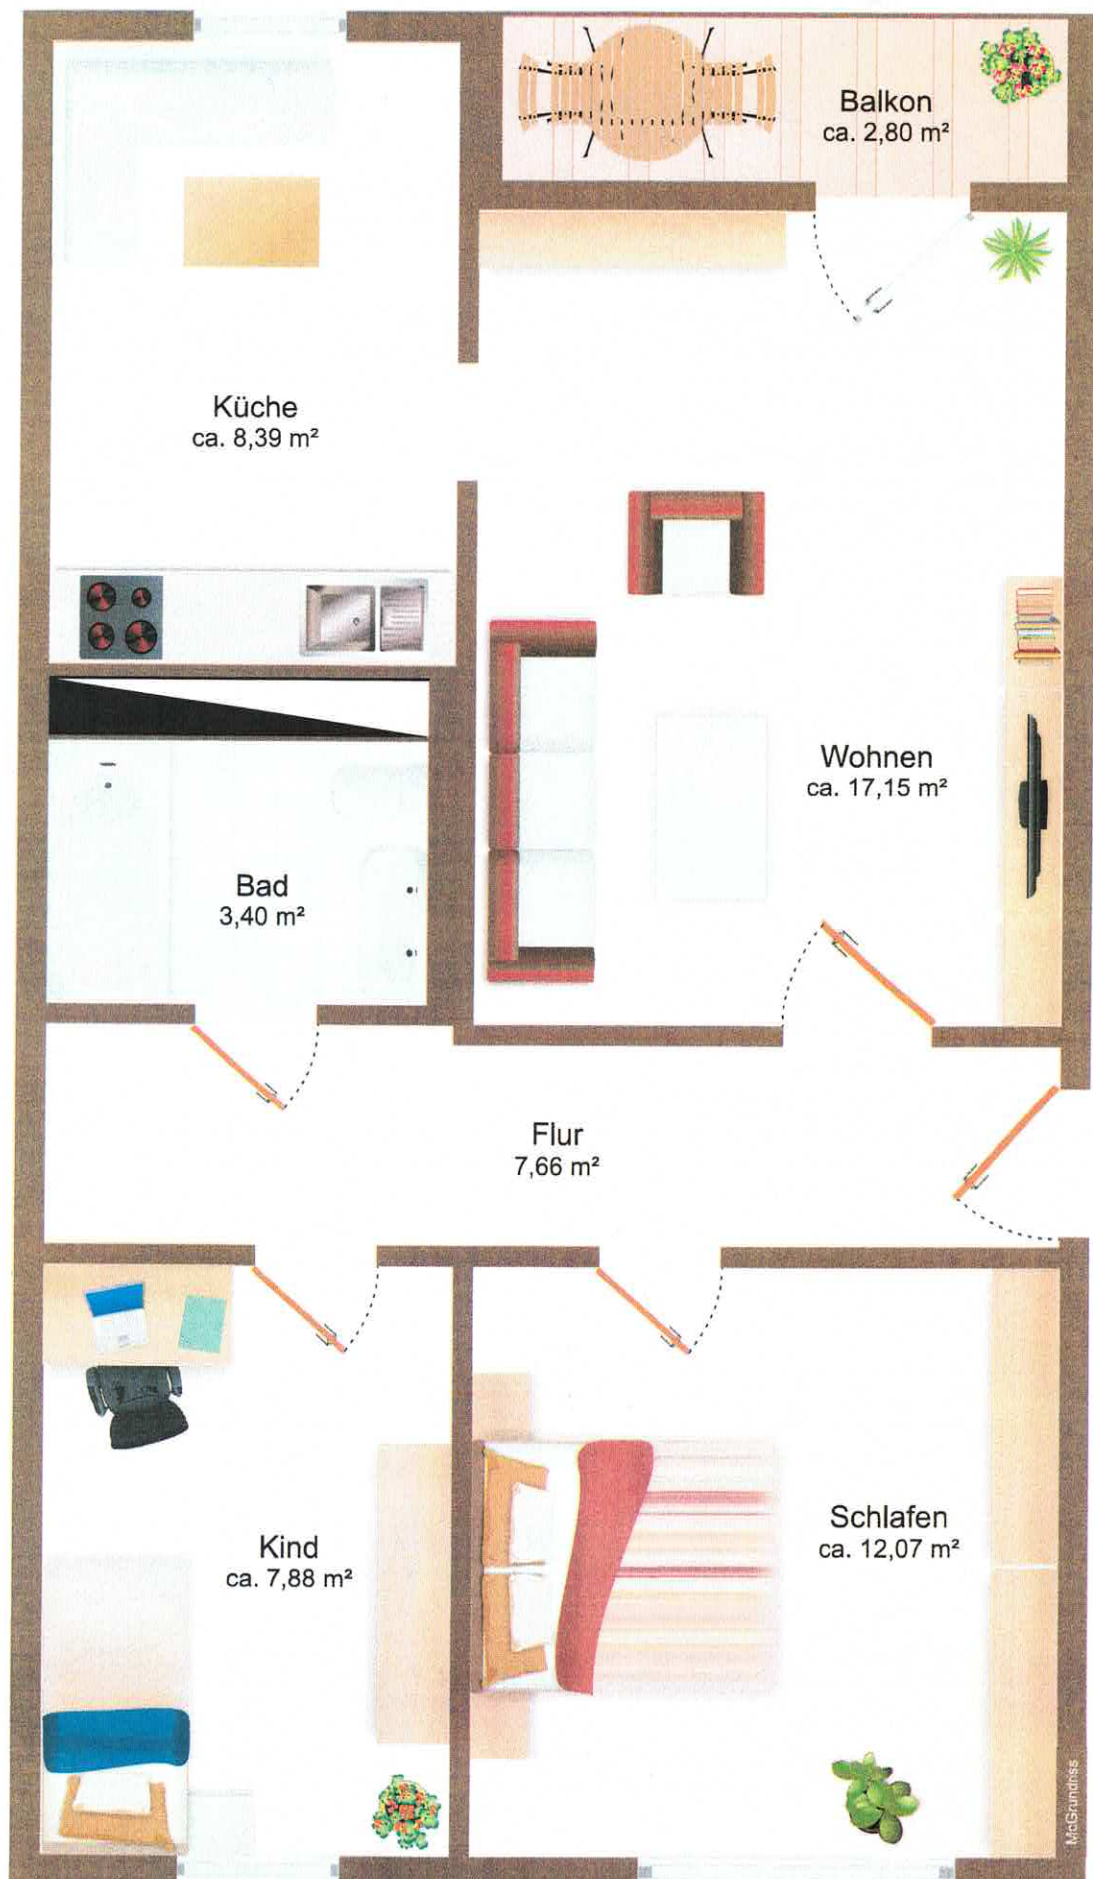 Balkon
ca. 2,80 m²
Küche
ca. 8,39 m²
Wohnen
ca. 17,15 m²
Bad
3,40 m²
Flur
7,66 m²
Schlafen
ca. 12,07 m²
Kind
ca. 7,88 m²
McGrundriss